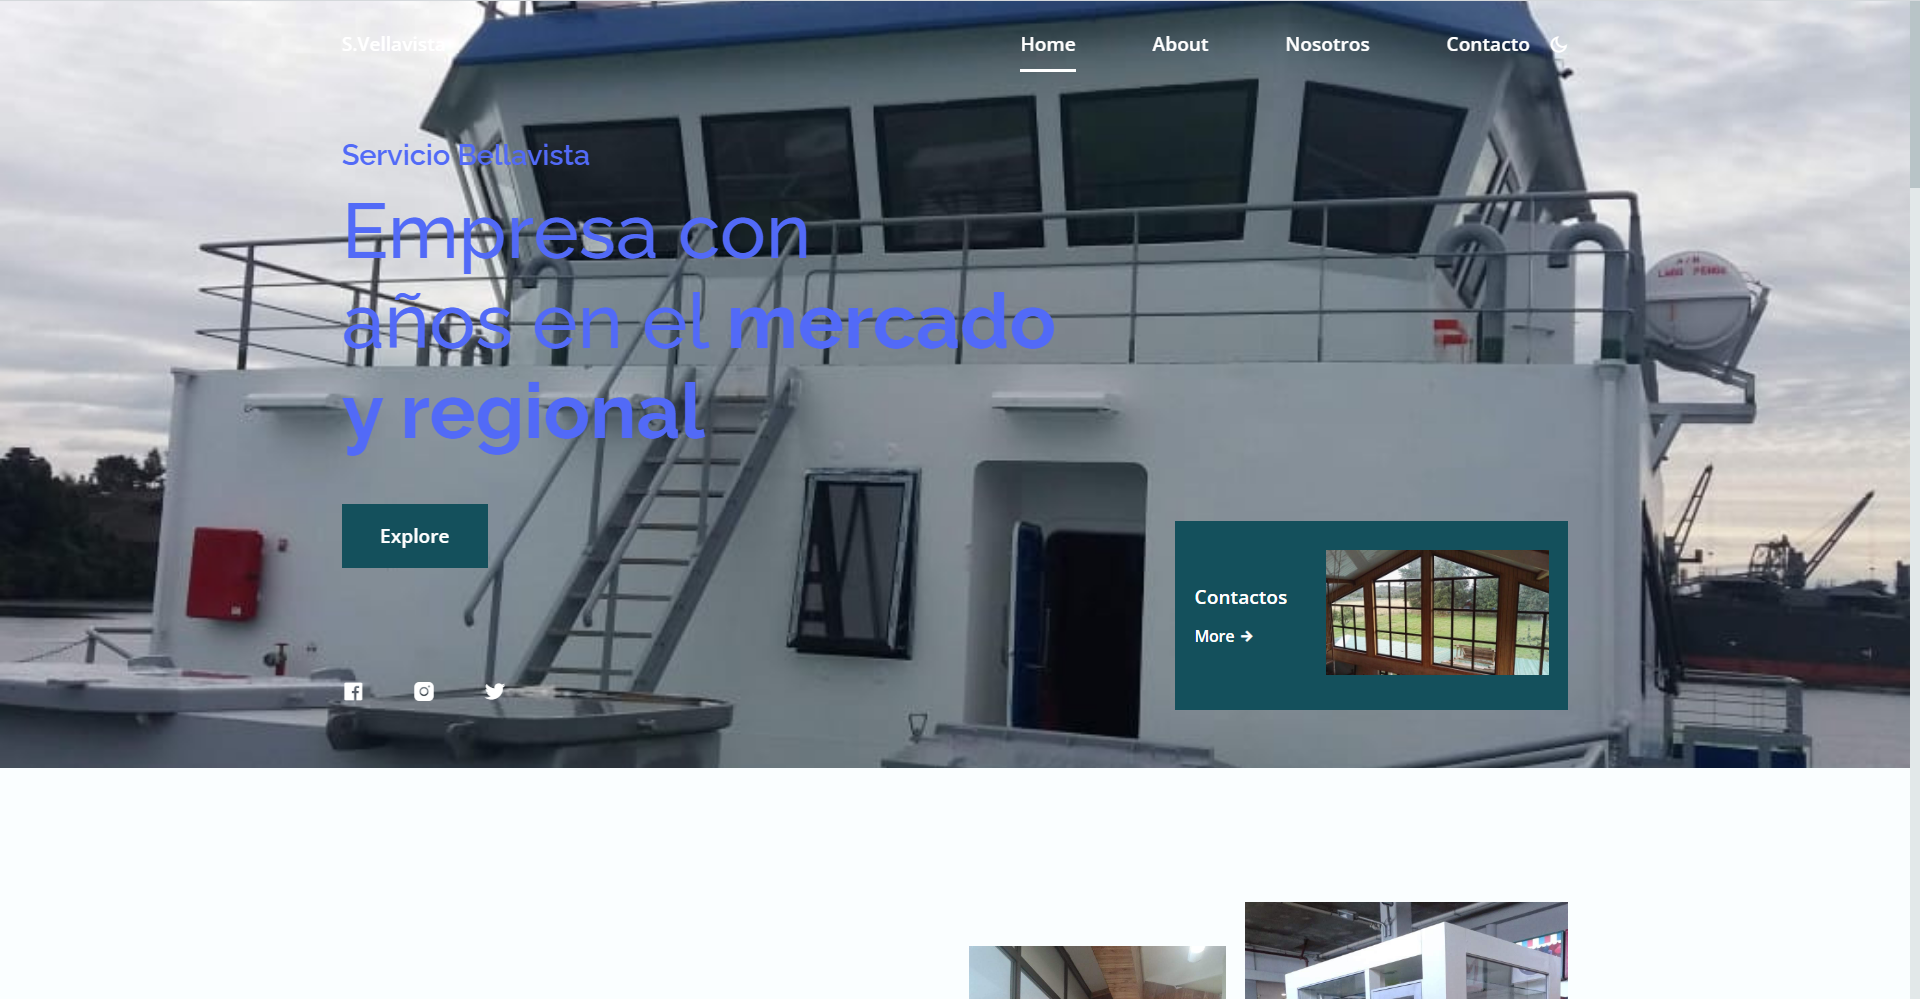 S.Vellavista
Home
About
Nosotros
Contacto
Servicio Bellavista
Empresa con
años en el mercado
y regional
Explore
Contactos
More →